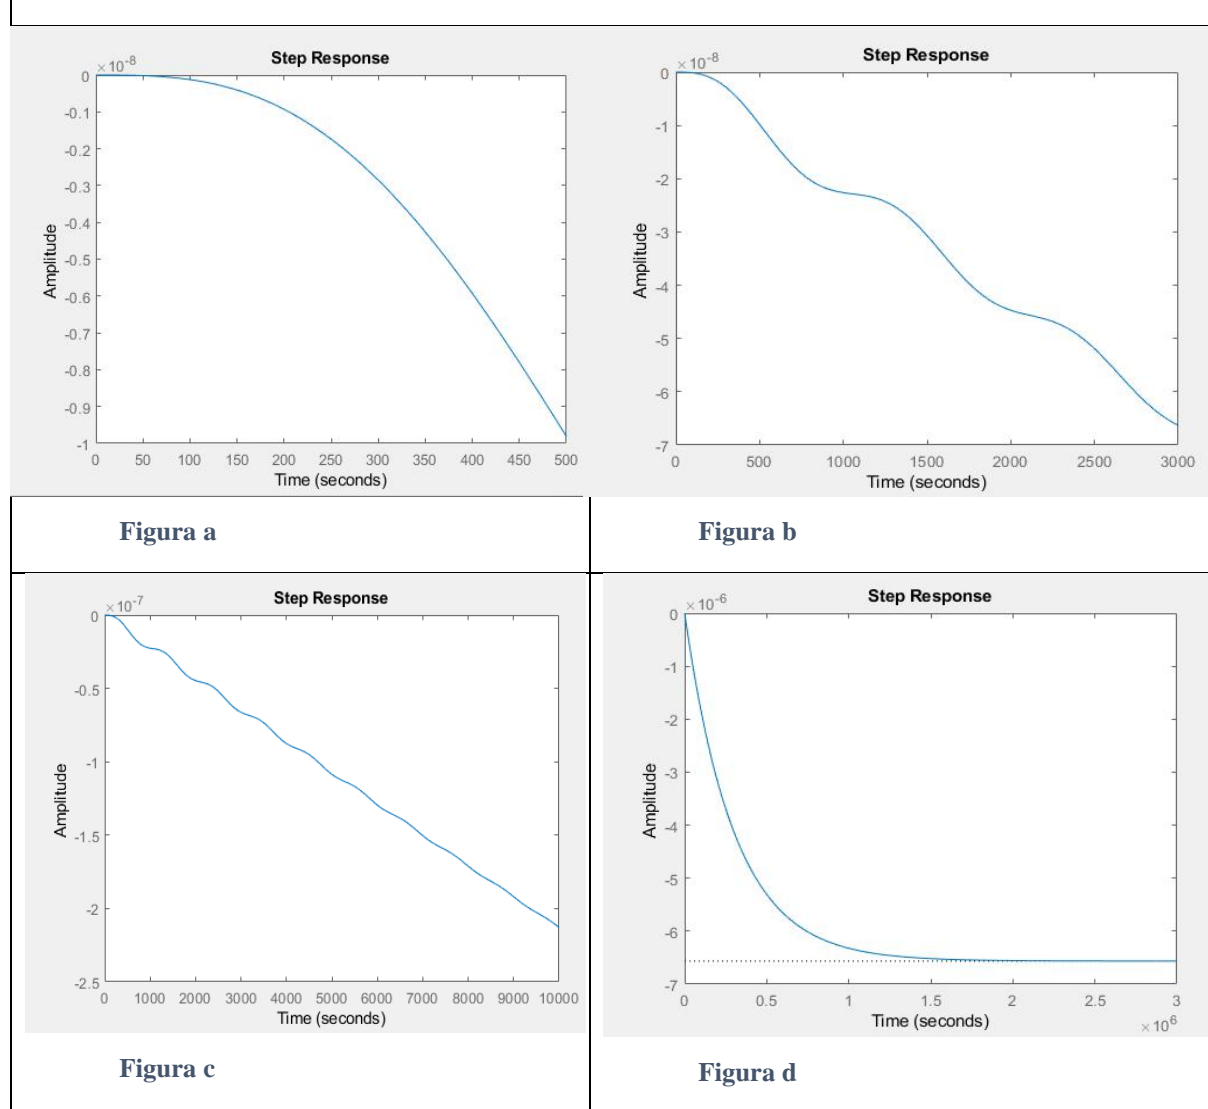 Step Response
×10-8
0
-0.1
-0.2
-0.3
-0.4
-0.5
-0.6
-0.7
-0.8
-0.9
-1
Amplitude
0 50 100 150 200 250 300 350 400 450 500
Time (seconds)
Figura a
Step Response
×10-8
0
-1
-2
-3
-4
-5
-6
-7
Amplitude
0 500 1000 1500 2000 2500 3000
Time (seconds)
Figura b
Step Response
×10-7
0
-0.5
-1
-1.5
-2
-2.5
Amplitude
0 1000 2000 3000 4000 5000 6000 7000 8000 9000 10000
Time (seconds)
Figura c
Step Response
×10-6
0
-1
-2
-3
-4
-5
-6
-7
Amplitude
0 0.5 1 1.5 2 2.5 3
Time (seconds)
×106
Figura d